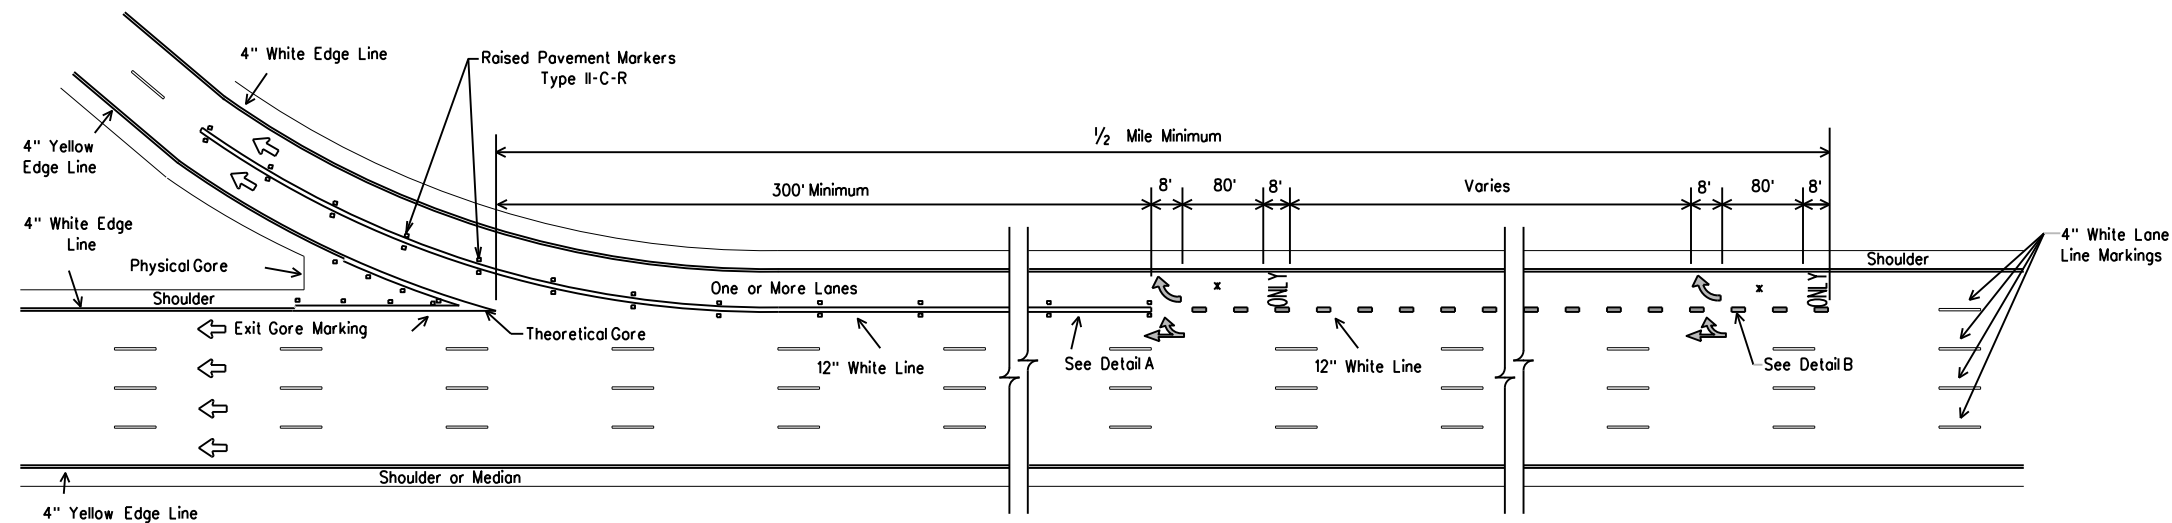 4" White Edge Line
Raised Pavement Markers
Type II-C-R
1/2 Mile Minimum
4" Yellow
Edge Line
300' Minimum
8'
80'
8'
Varies
8'
80'
8'
4" White Edge
Line
Physical Gore
Shoulder
4" White Lane
Line Markings
Shoulder
One or More Lanes
x
ONLY
x
ONLY
Exit Gore Marking
Theoretical Gore
12" White Line
See Detail A
12" White Line
See Detail B
Shoulder or Median
4" Yellow Edge Line